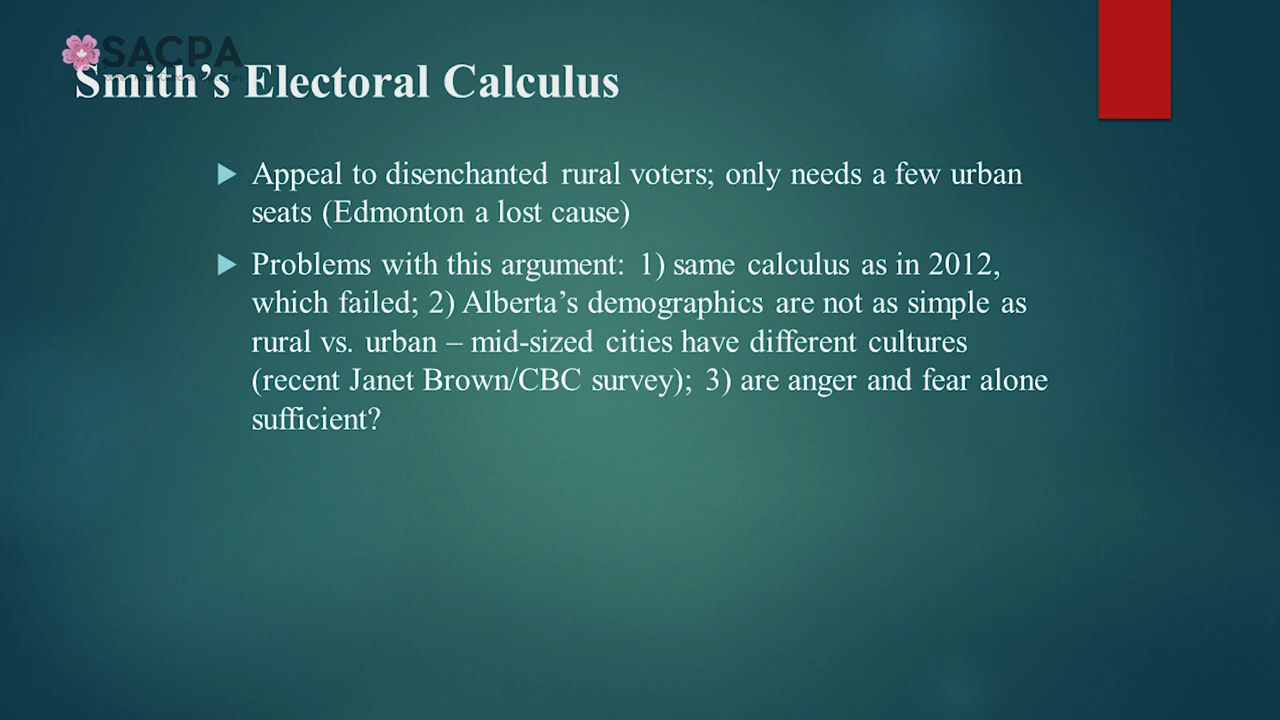 SACPA
Smith’s Electoral Calculus
Appeal to disenchanted rural voters; only needs a few urban
seats (Edmonton a lost cause)
Problems with this argument: 1) same calculus as in 2012,
which failed; 2) Alberta’s demographics are not as simple as
rural vs. urban – mid-sized cities have different cultures
(recent Janet Brown/CBC survey); 3) are anger and fear alone
sufficient?